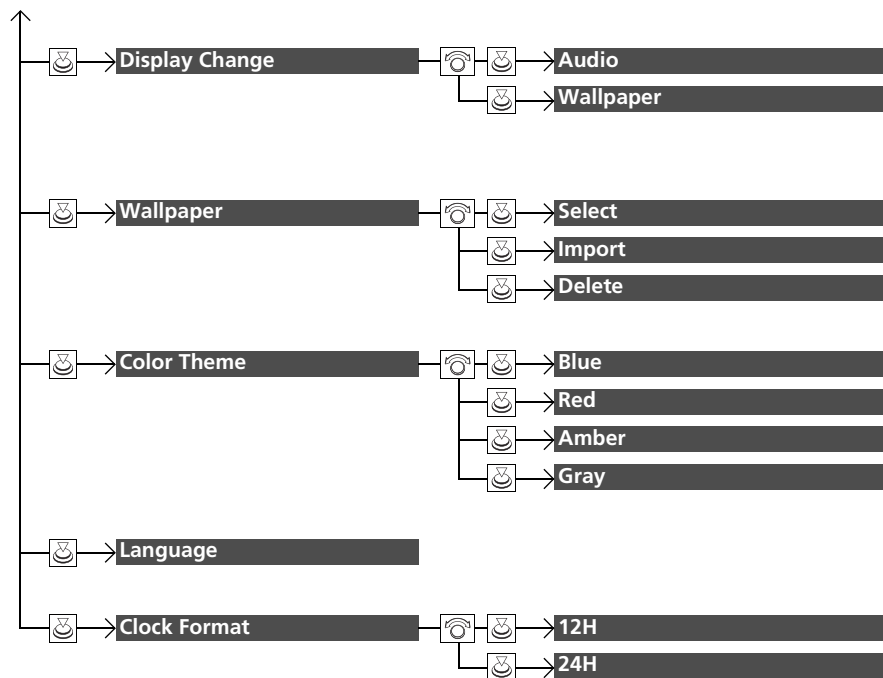 Display Change
Audio
Wallpaper
Wallpaper
Select
Import
Delete
Color Theme
Blue
Red
Amber
Gray
Language
Clock Format
12H
24H